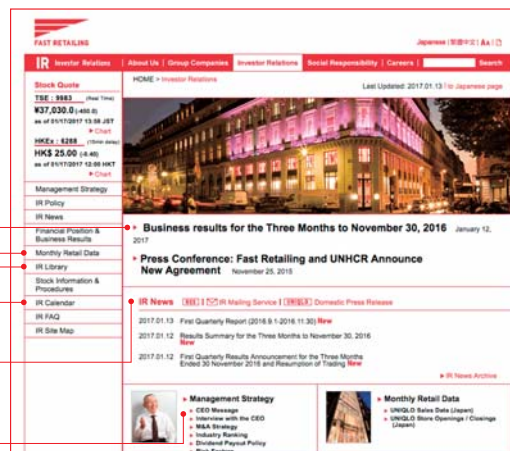 FAST RETAILING
Japanese | 繁體中文 | AA |
IR Investor Relations | About Us | Group Companies | Investor Relations | Social Responsibility | Careers | Search
HOME > Investor Relations
Last Updated: 2017.01.13 | to Japanese page
Stock Quote
TSE : 9983 (Real Time)
¥37,030.0 (-400.0)
as of 01/17/2017 13:58 JST
Chart
HKEx : 6288 (15min delay)
HK$ 25.00 (-0.40)
as of 01/17/2017 12:00 HKT
Chart
Management Strategy
IR Policy
IR News
Financial Position &
Business Results
Monthly Retail Data
IR Library
Stock Information &
Procedures
IR Calendar
IR FAQ
IR Site Map
Business results for the Three Months to November 30, 2016 January 12,
2017
Press Conference: Fast Retailing and UNHCR Announce
New Agreement November 25, 2015
IR News RSS | IR Mailing Service | UNIQLO Domestic Press Release
2017.01.13 First Quarterly Report (2016.9.1-2016.11.30) New
2017.01.12 Results Summary for the Three Months to November 30, 2016
New
2017.01.12 First Quarterly Results Announcement for the Three Months
Ended 30 November 2016 and Resumption of Trading New
IR News Archive
Management Strategy
CEO Message
Interview with the CEO
M&A Strategy
Industry Ranking
Dividend Payout Policy
Risk Factors
Monthly Retail Data
UNIQLO Sales Data (Japan)
UNIQLO Store Openings / Closings
(Japan)